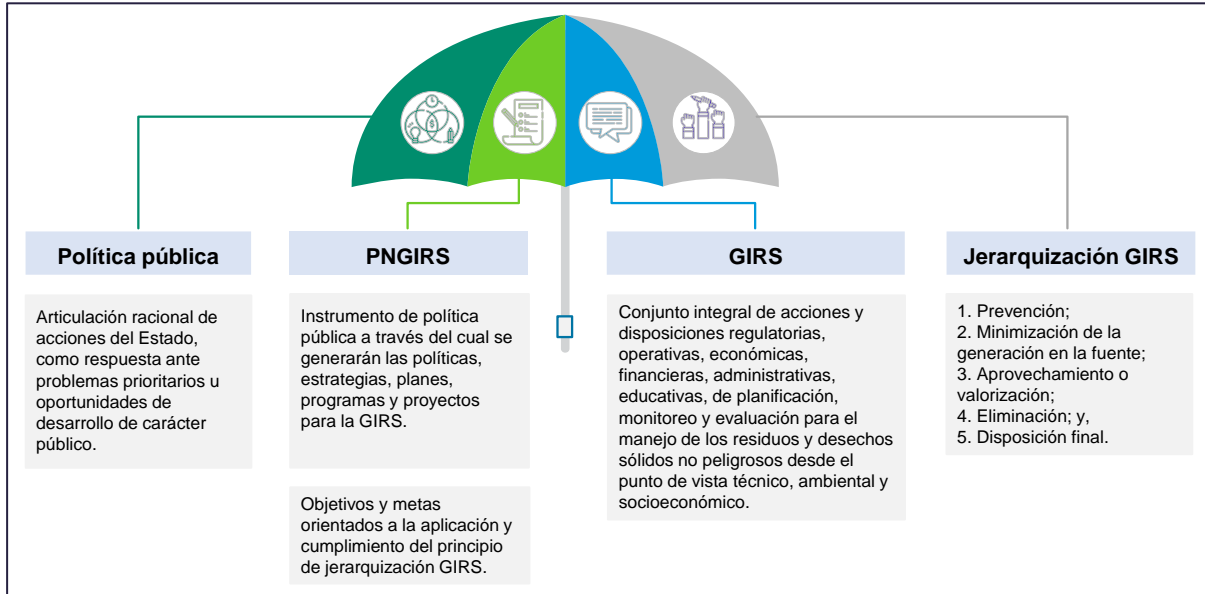 Política pública
Articulación racional de
acciones del Estado,
como respuesta ante
problemas prioritarios u
oportunidades de
desarrollo de carácter
público.
PNGIRS
Instrumento de política
pública a través del cual se
generarán las políticas,
estrategias, planes,
programas y proyectos
para la GIRS.
Objetivos y metas
orientados a la aplicación y
cumplimiento del principio
de jerarquización GIRS.
GIRS
Conjunto integral de acciones y
disposiciones regulatorias,
operativas, económicas,
financieras, administrativas,
educativas, de planificación,
monitoreo y evaluación para el
manejo de los residuos y desechos
sólidos no peligrosos desde el
punto de vista técnico, ambiental y
socioeconómico.
Jerarquización GIRS
1. Prevención;
2. Minimización de la
generación en la fuente;
3. Aprovechamiento o
valorización;
4. Eliminación; y,
5. Disposición final.